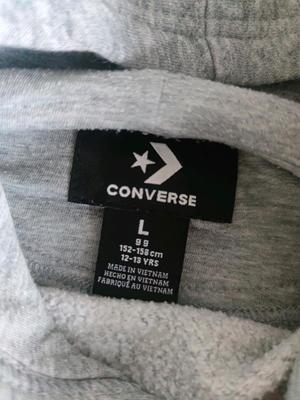 CONVERSE
L
g g
152-158 cm
12-13 YRS
MADE IN VIETNAM
HECHO EN VIETNAM
FABRIQUÉ AU VIETNAM